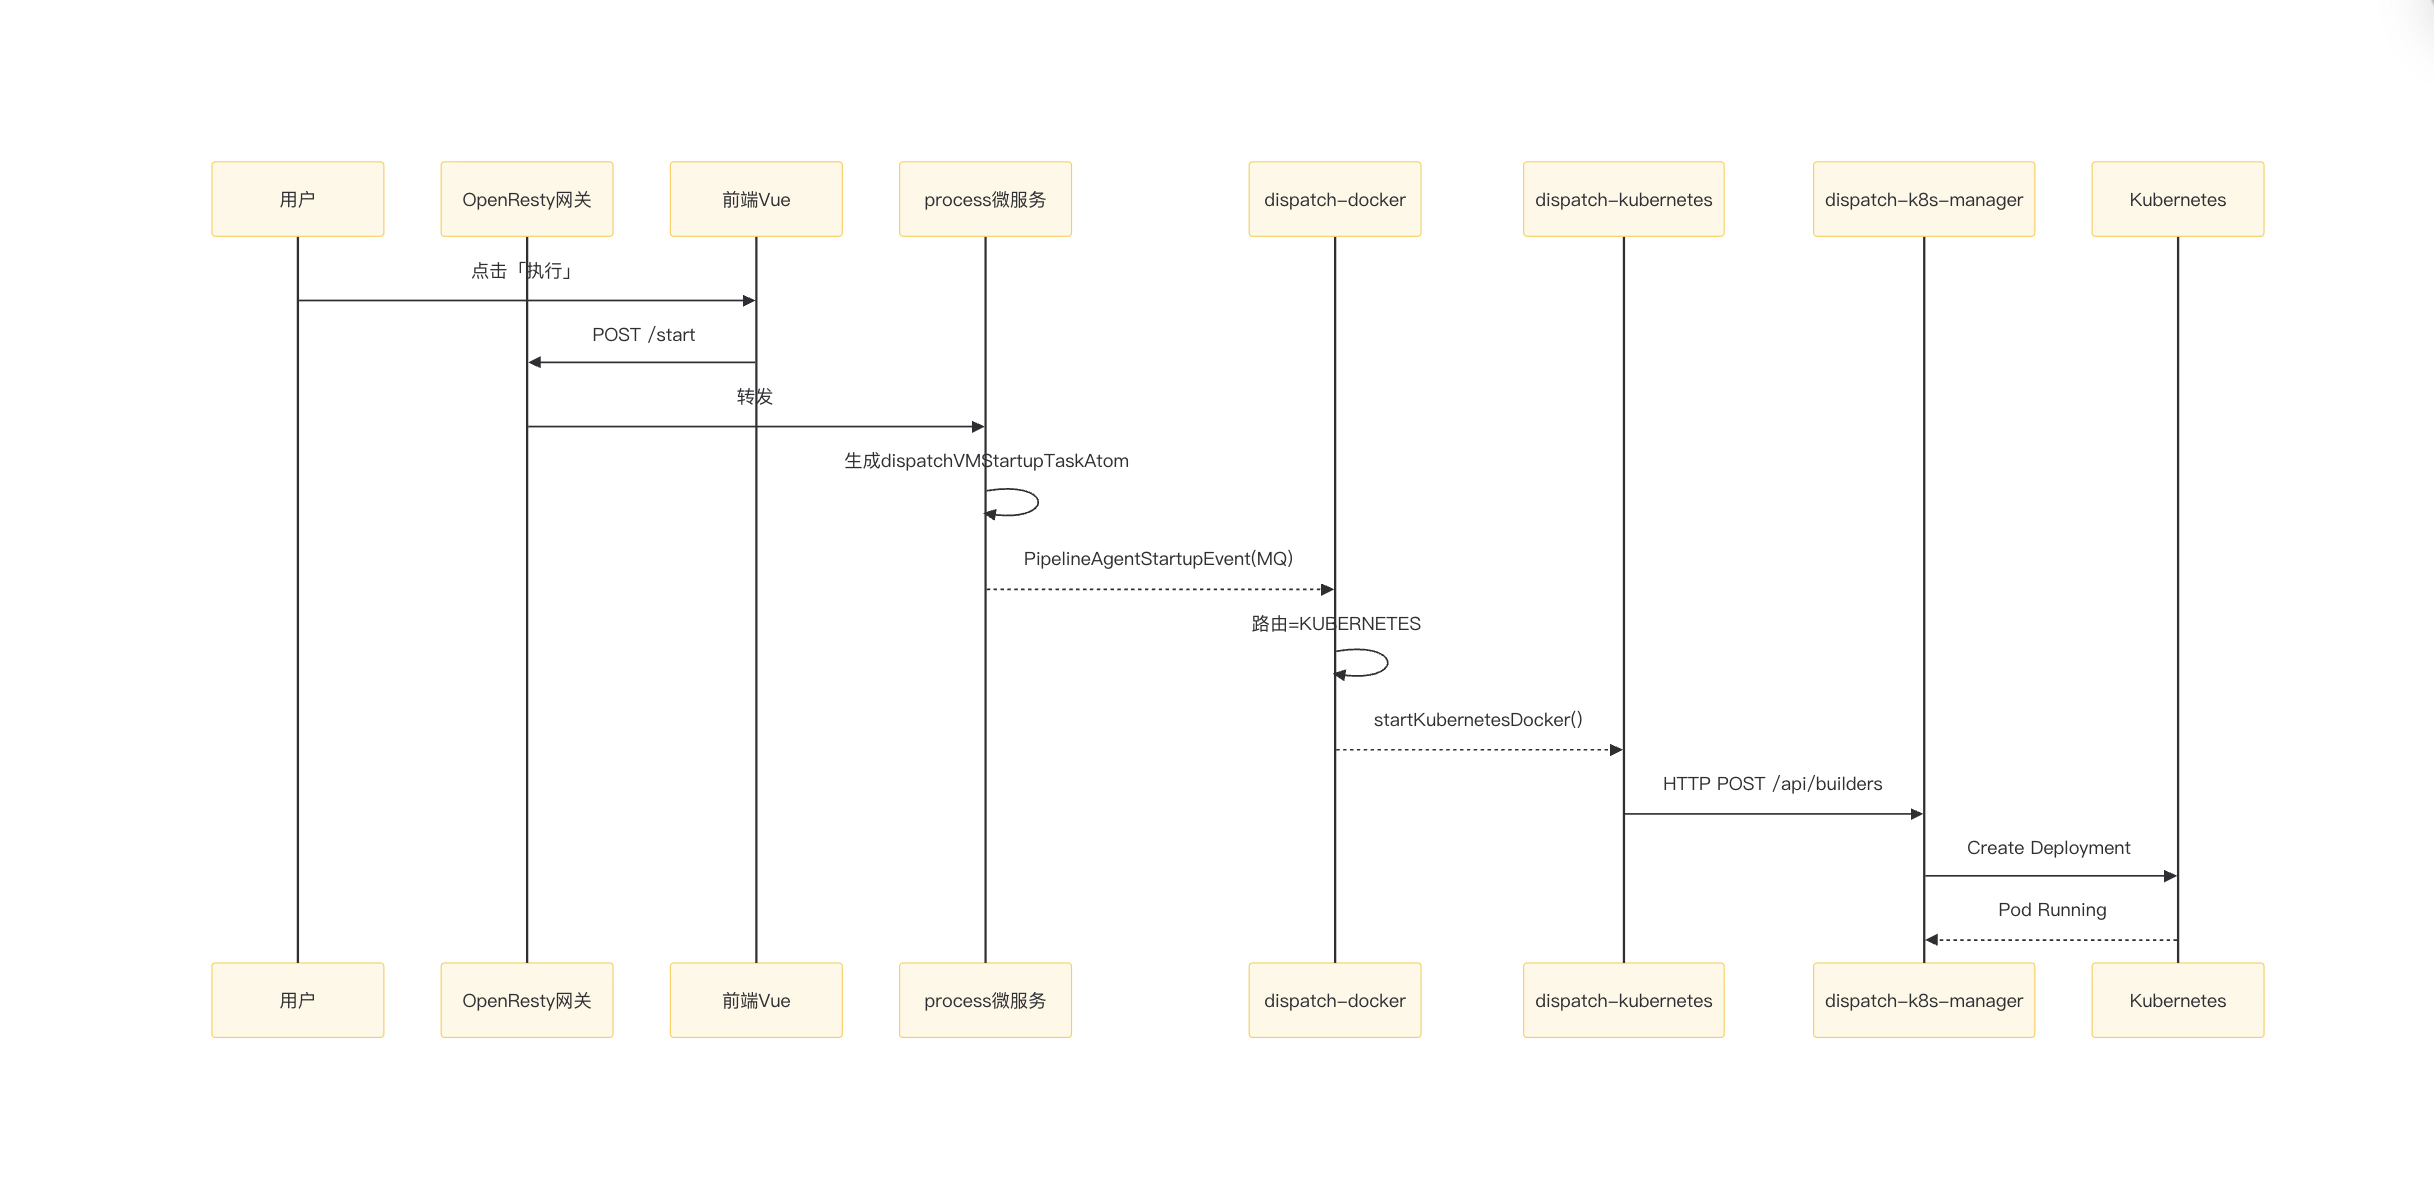 用户
OpenResty网关
前端Vue
process微服务
dispatch-docker
dispatch-kubernetes
dispatch-k8s-manager
Kubernetes
点击「执行」
POST /start
转发
生成dispatchVMStartupTaskAtom
PipelineAgentStartupEvent(MQ)
路由=KUBERNETES
startKubernetesDocker()
HTTP POST /api/builders
Create Deployment
Pod Running
用户
OpenResty网关
前端Vue
process微服务
dispatch-docker
dispatch-kubernetes
dispatch-k8s-manager
Kubernetes